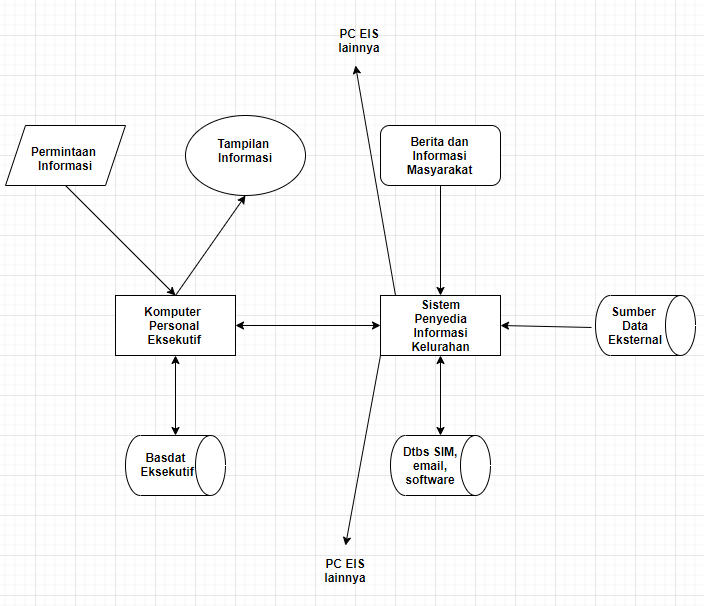 PC EIS
lainnya
Permintaan
Informasi
Tampilan
Informasi
Berita dan
Informasi
Masyarakat
Komputer
Personal
Eksekutif
Sistem
Penyedia
Informasi
Kelurahan
Sumber
Data
Eksternal
Basdat
Eksekutif
Dtbs SIM,
email,
software
PC EIS
lainnya